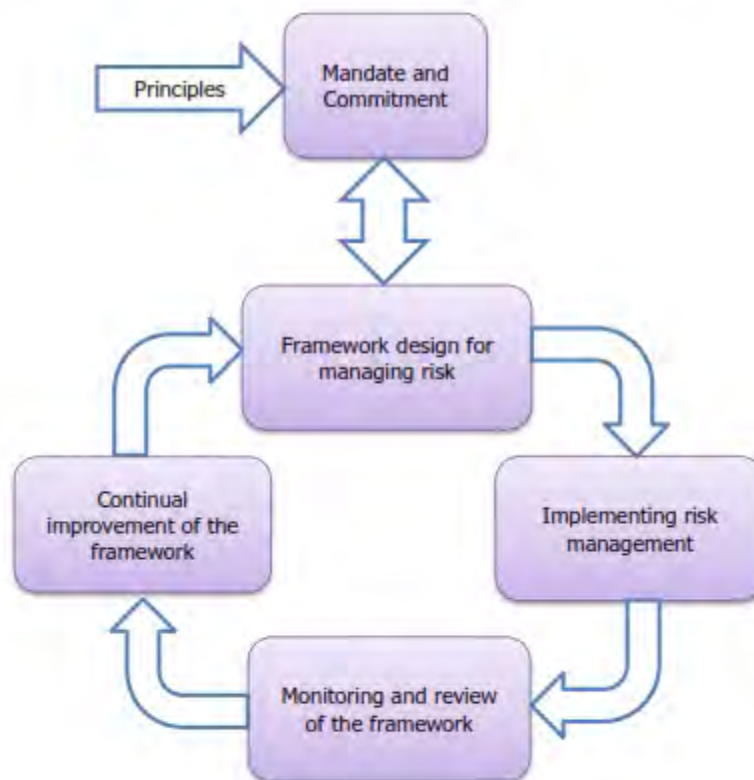 Principles
Mandate and
Commitment
Framework design for
managing risk
Continual
improvement of the
framework
Implementing risk
management
Monitoring and review
of the framework